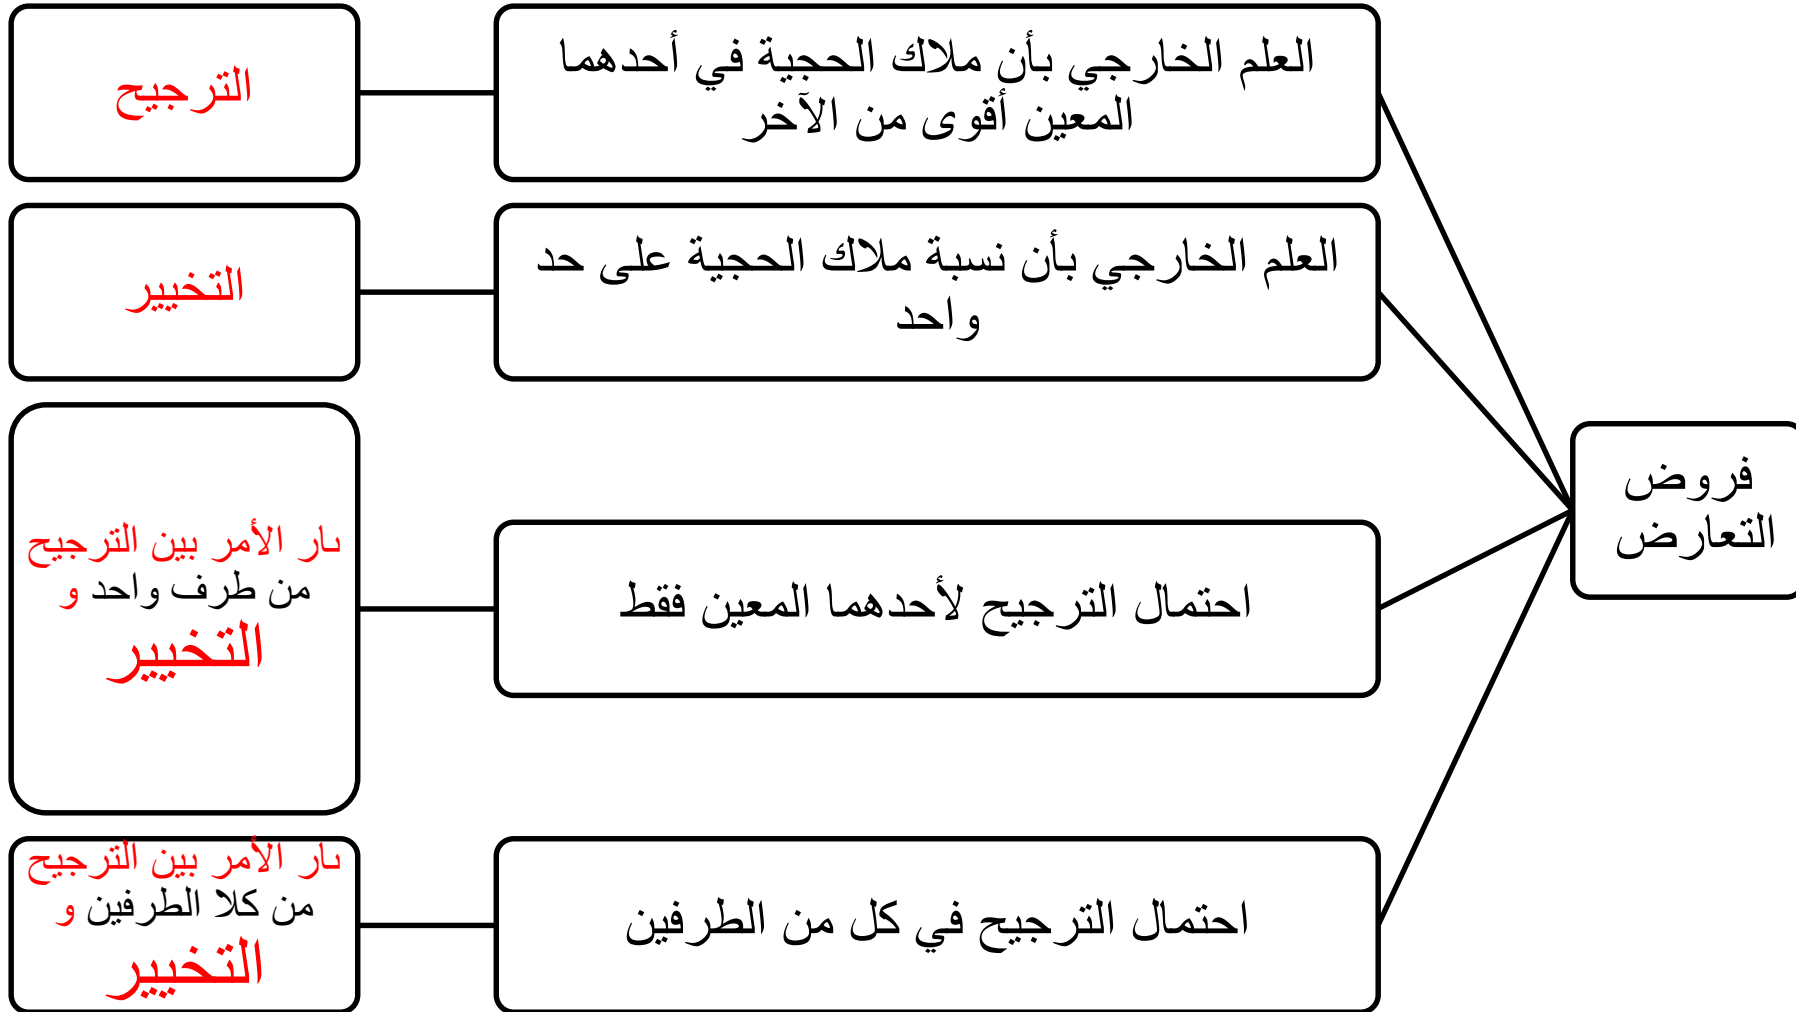 فروض
التعارض
العلم الخارجي بأن ملاك الحجية في أحدهما
المعين أقوى من الآخر
الترجيح
العلم الخارجي بأن نسبة ملاك الحجية على حد
واحد
التخيير
احتمال الترجيح لأحدهما المعين فقط
دار الأمر بين الترجيح
من طرف واحد و
التخيير
احتمال الترجيح في كل من الطرفين
دار الأمر بين الترجيح
من كلا الطرفين و
التخيير